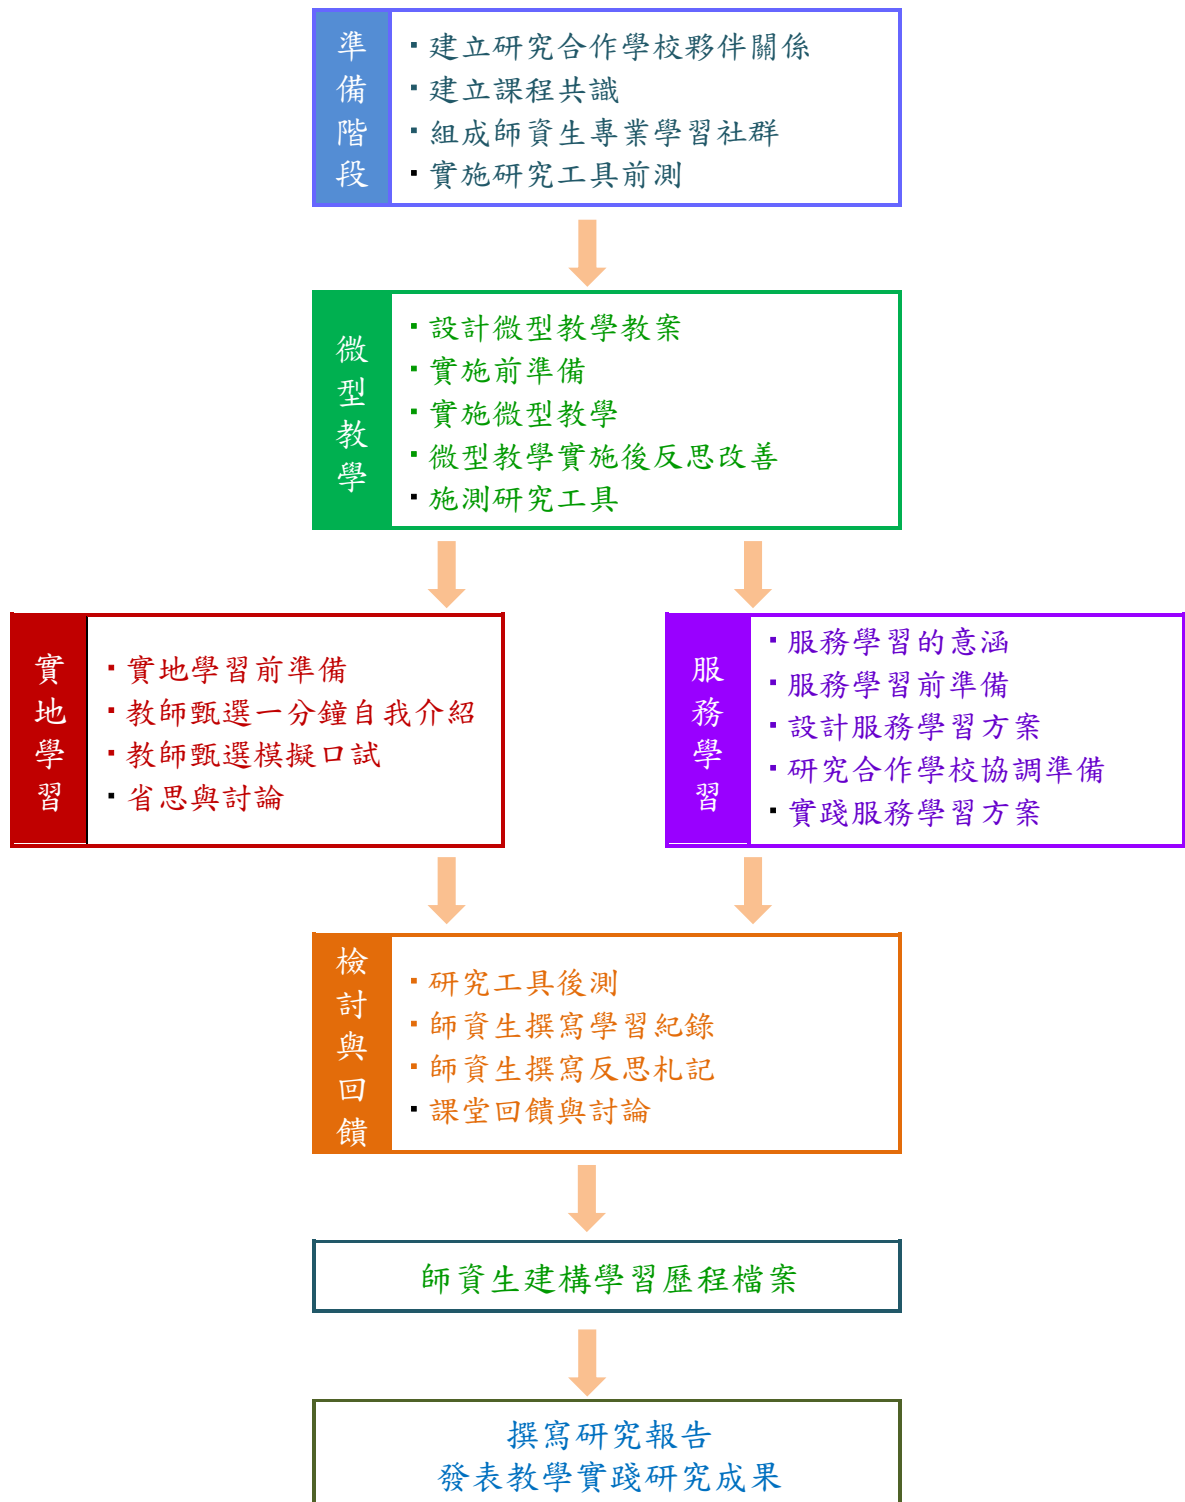 準備階段
▪建立研究合作學校夥伴關係
▪建立課程共識
▪組成師資生專業學習社群
▪實施研究工具前測
微型教學
▪設計微型教學教案
▪實施前準備
▪實施微型教學
▪微型教學實施後反思改善
▪施測研究工具
實地學習
▪實地學習前準備
▪教師甄選一分鐘自我介紹
▪教師甄選模擬口試
▪省思與討論
服務學習
▪服務學習的意涵
▪服務學習前準備
▪設計服務學習方案
▪研究合作學校協調準備
▪實踐服務學習方案
檢討與回饋
▪研究工具後測
▪師資生撰寫學習紀錄
▪師資生撰寫反思札記
▪課堂回饋與討論
師資生建構學習歷程檔案
撰寫研究報告
發表教學實踐研究成果